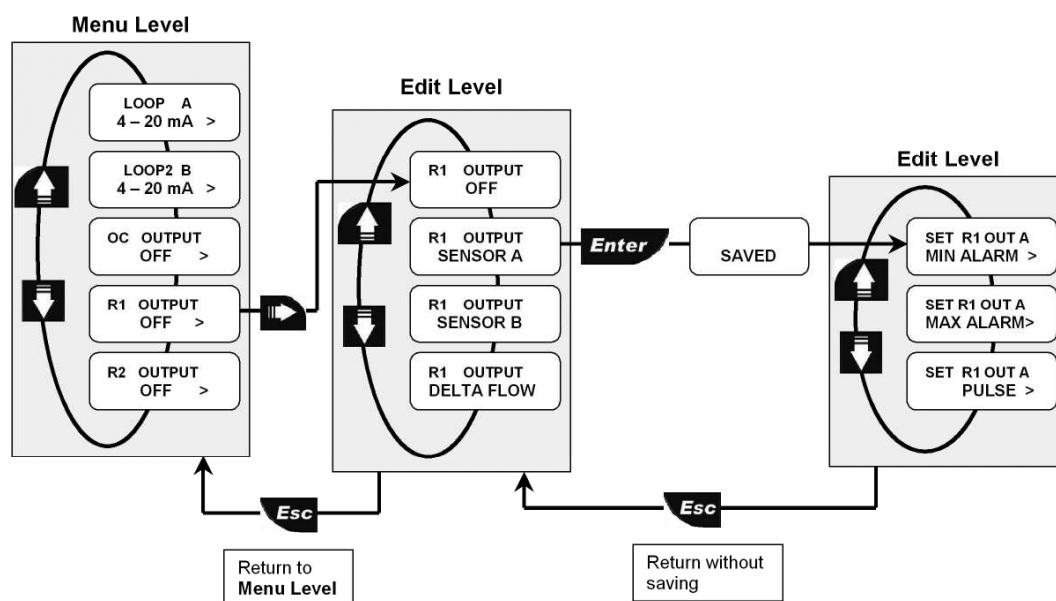 Menu Level
LOOP A
4 – 20 mA >
LOOP2 B
4 – 20 mA >
OC OUTPUT
OFF >
R1 OUTPUT
OFF >
R2 OUTPUT
OFF >
Edit Level
R1 OUTPUT
OFF
R1 OUTPUT
SENSOR A
R1 OUTPUT
SENSOR B
R1 OUTPUT
DELTA FLOW
Enter
SAVED
Edit Level
SET R1 OUT A
MIN ALARM >
SET R1 OUT A
MAX ALARM>
SET R1 OUT A
PULSE >
Esc
Return to
Menu Level
Esc
Return without
saving